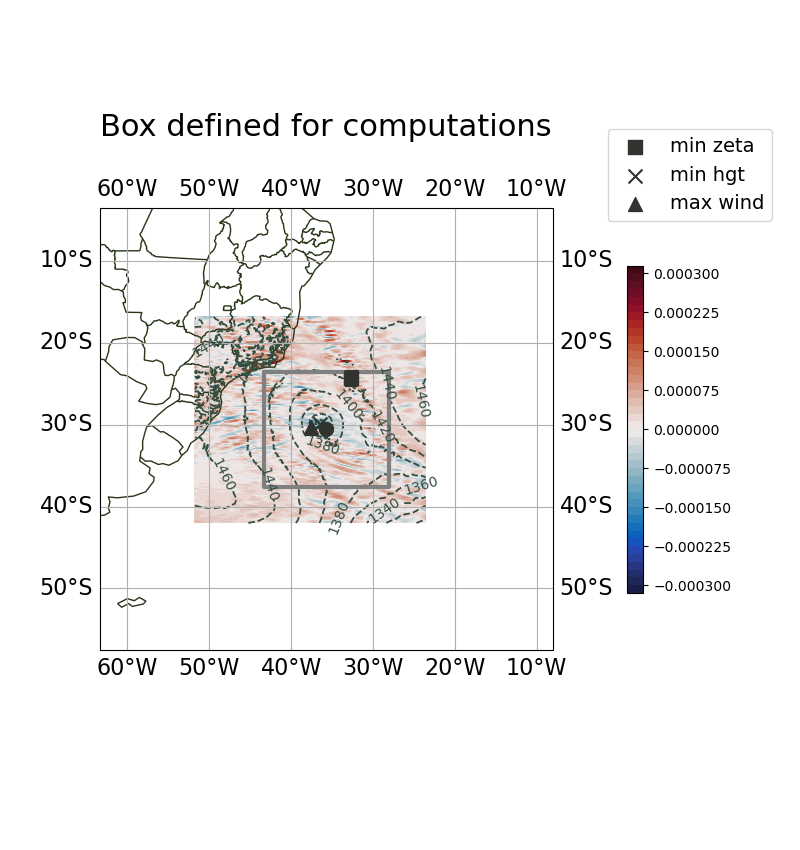 Box defined for computations
min zeta
min hgt
max wind
60°W 50°W 40°W 30°W 20°W 10°W
10°S 10°S
20°S 20°S
30°S 30°S
40°S 40°S
50°S 50°S
60°W 50°W 40°W 30°W 20°W 10°W
1460
1440
1380
1400
1420
1440
1460
1380
1340
1360
0.000300
0.000225
0.000150
0.000075
0.000000
−0.000075
−0.000150
−0.000225
−0.000300